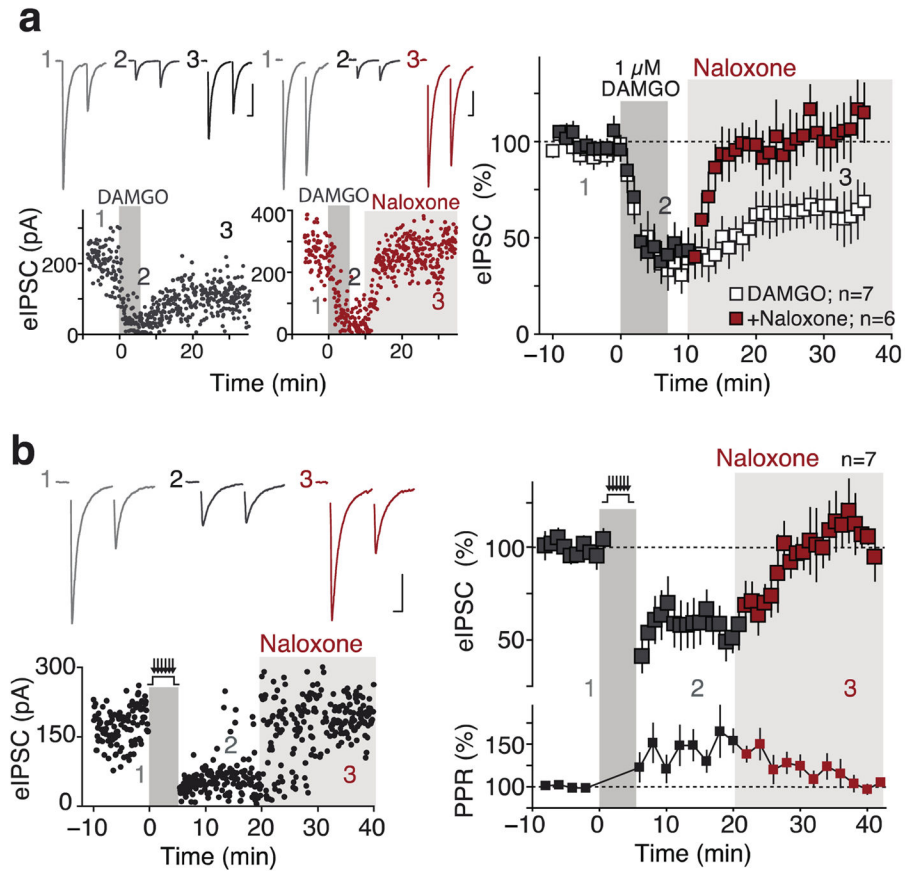 a
1 2 3 1 2 3
DAMGO
1
2
3
eIPSC (pA)
200
0
0 20
Time (min)
DAMGO Naloxone
400
300
200
100
0
1
2
3
0 20
Time (min)
1 µM
DAMGO
Naloxone
eIPSC (%)
100
50
0
1
2
3
DAMGO; n=7
+Naloxone; n=6
−10 0 10 20 30 40
Time (min)
b
1 2 3
Naloxone
eIPSC (pA)
300
150
0
1
2
3
−10 0 10 20 30 40
Time (min)
Naloxone n=7
eIPSC (%)
100
50
1 2 3
PPR (%)
150
100
−10 0 10 20 30 40
Time (min)